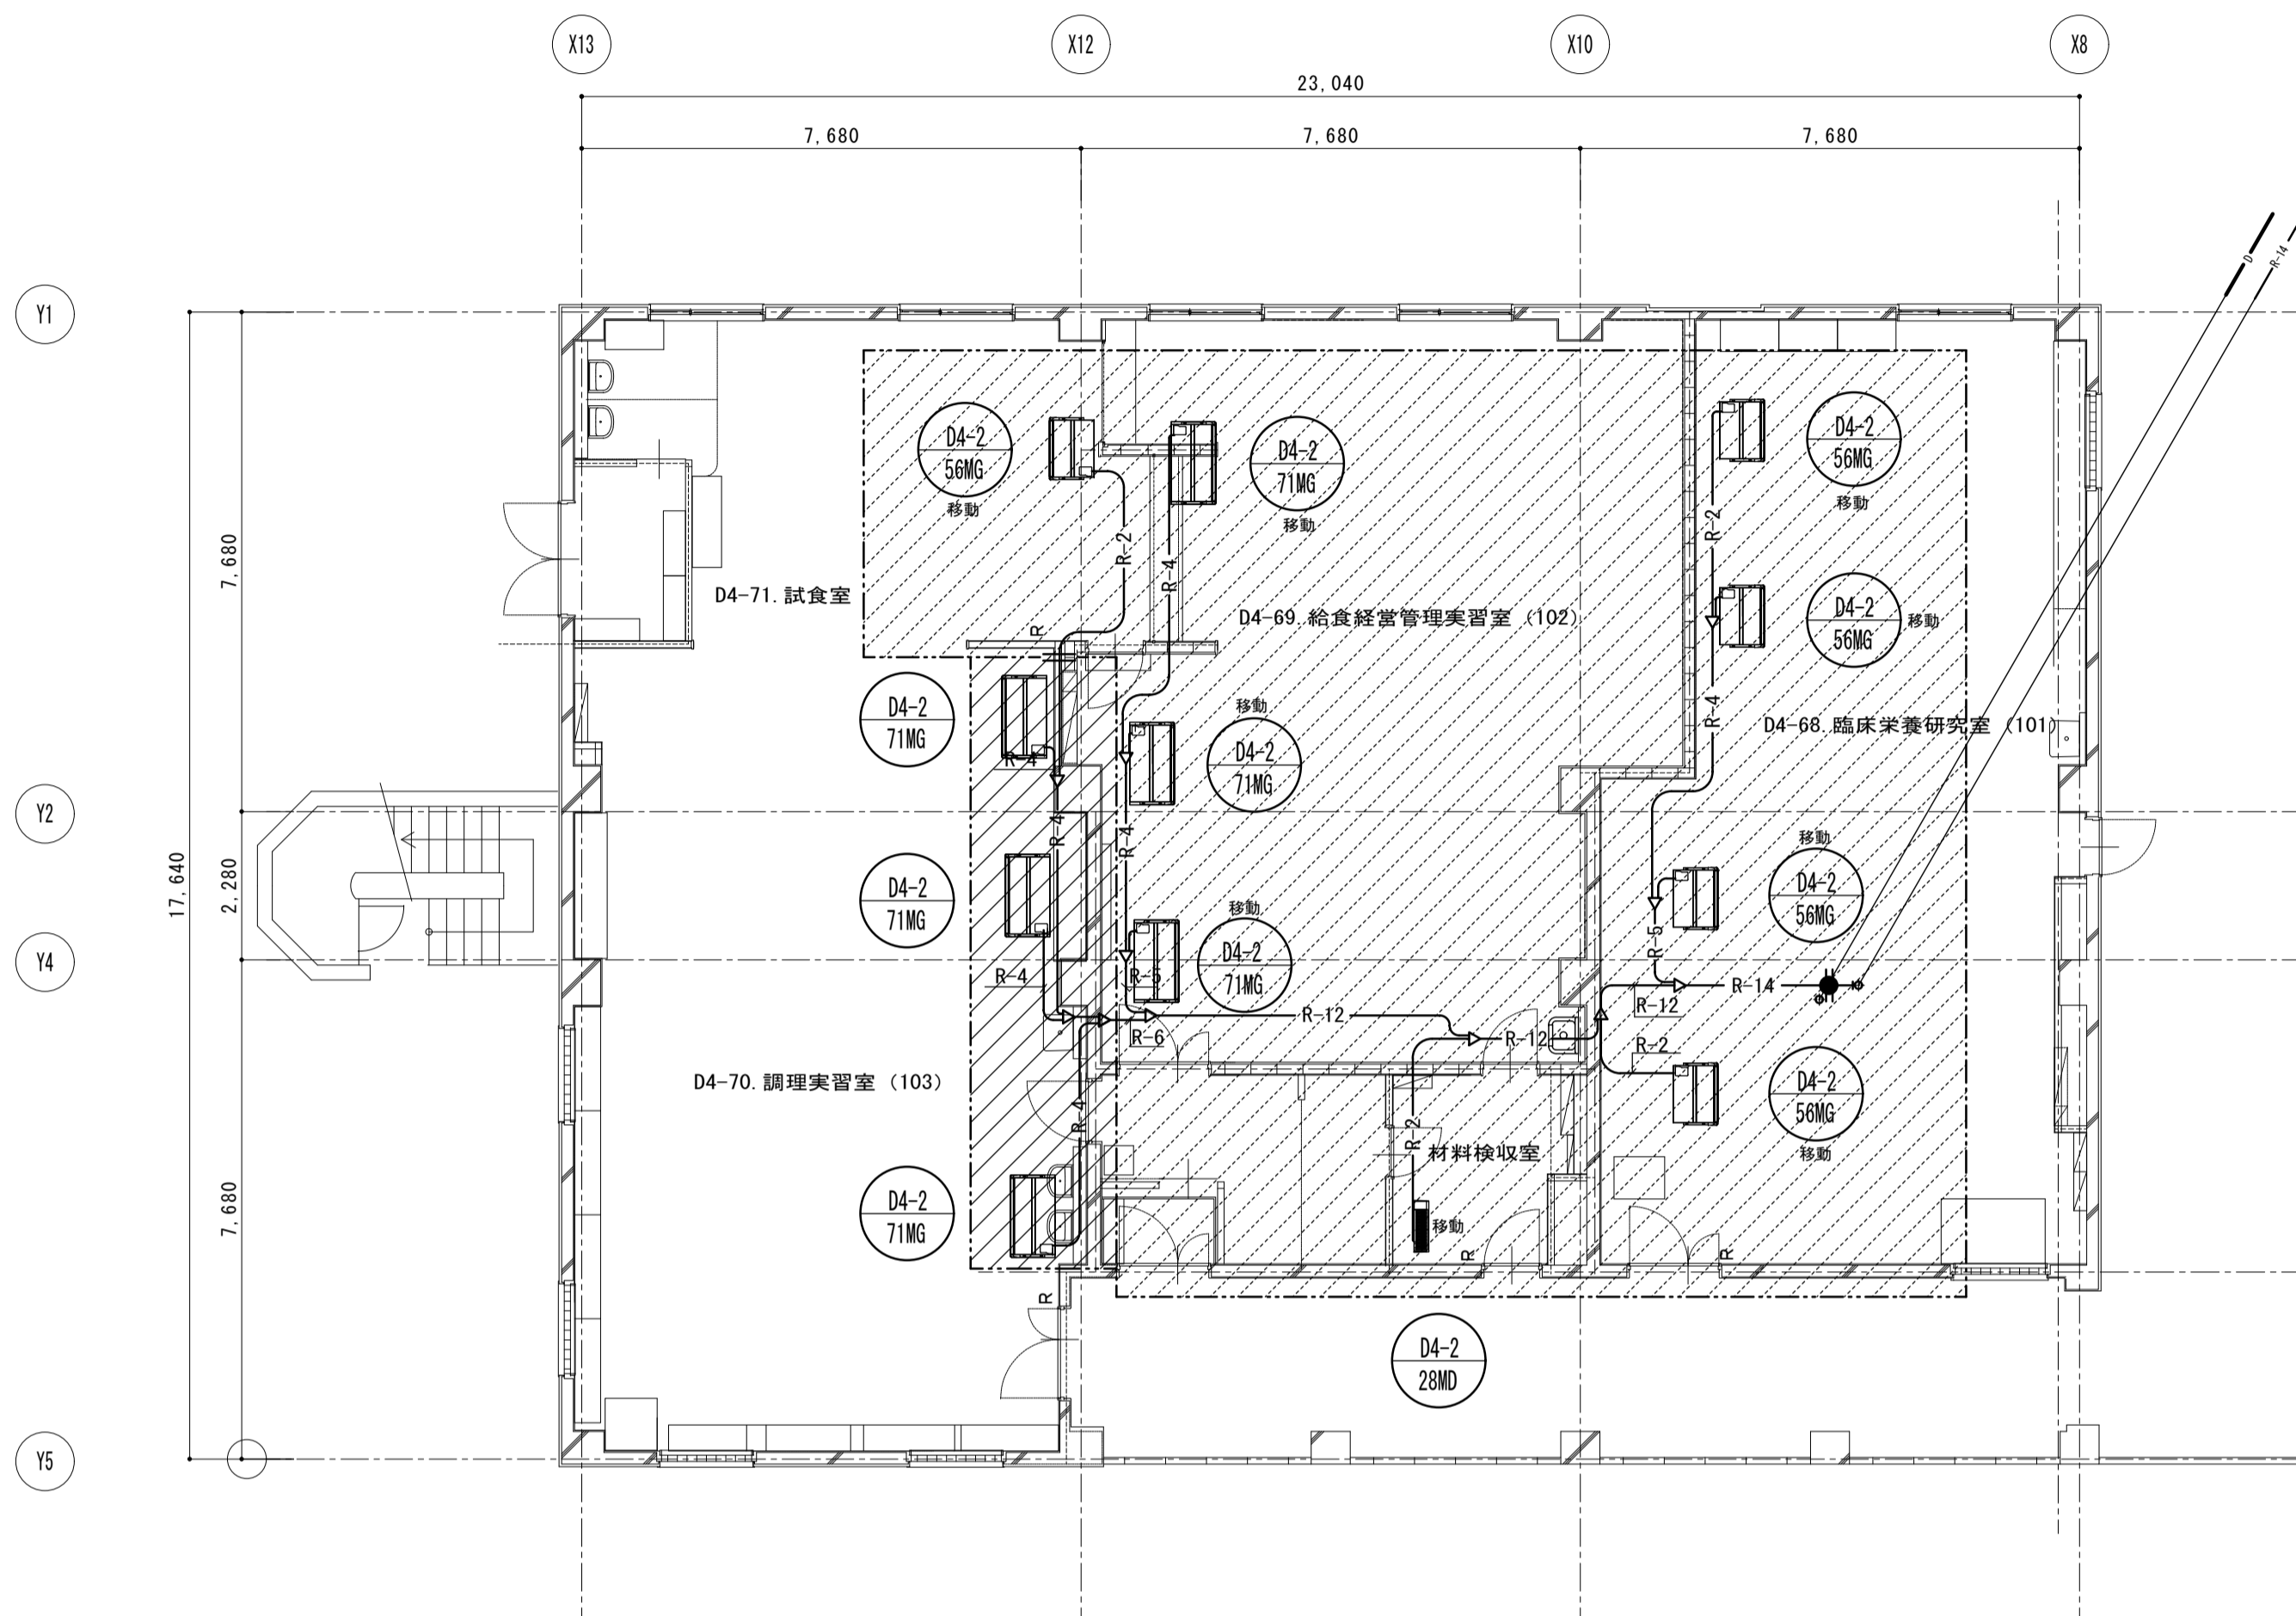 X13
X12
X10
X8
23,040
7,680
7,680
7,680
D
R-14
Y1
D4-2
56MG
移動
D4-2
71MG
移動
D4-2
56MG
移動
R-2
R-2
R-4
7,680
D4-71.試食室
D4-69.給食経営管理実習室 (102)
D4-2
56MG
移動
R
D4-2
71MG
R-4
移動
D4-2
71MG
R-4
D4-68.臨床栄養研究室 (101)
Y2
R-4
R-4
移動
D4-2
56MG
17,640
2,280
D4-2
71MG
移動
D4-2
71MG
R-5
Y4
R-4
R-5
R-14
R-12
R-12
R-6
R-12
R-2
D4-70.調理実習室 (103)
R-4
D4-2
56MG
移動
R-2
材料検収室
7,680
D4-2
71MG
移動
R
R
R
D4-2
28MD
Y5